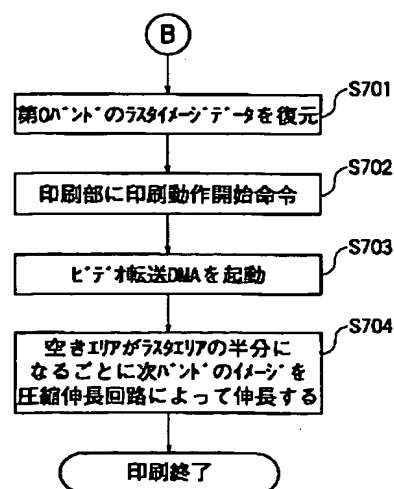 B
S701
第0バンドのラスタイメージデータを復元
S702
印刷部に印刷動作開始命令
S703
ビデオ転送DMAを起動
S704
空きエリアがラスタエリアの半分に
なるごとに次バンドのイメージを
圧縮伸長回路によって伸長する
印刷終了